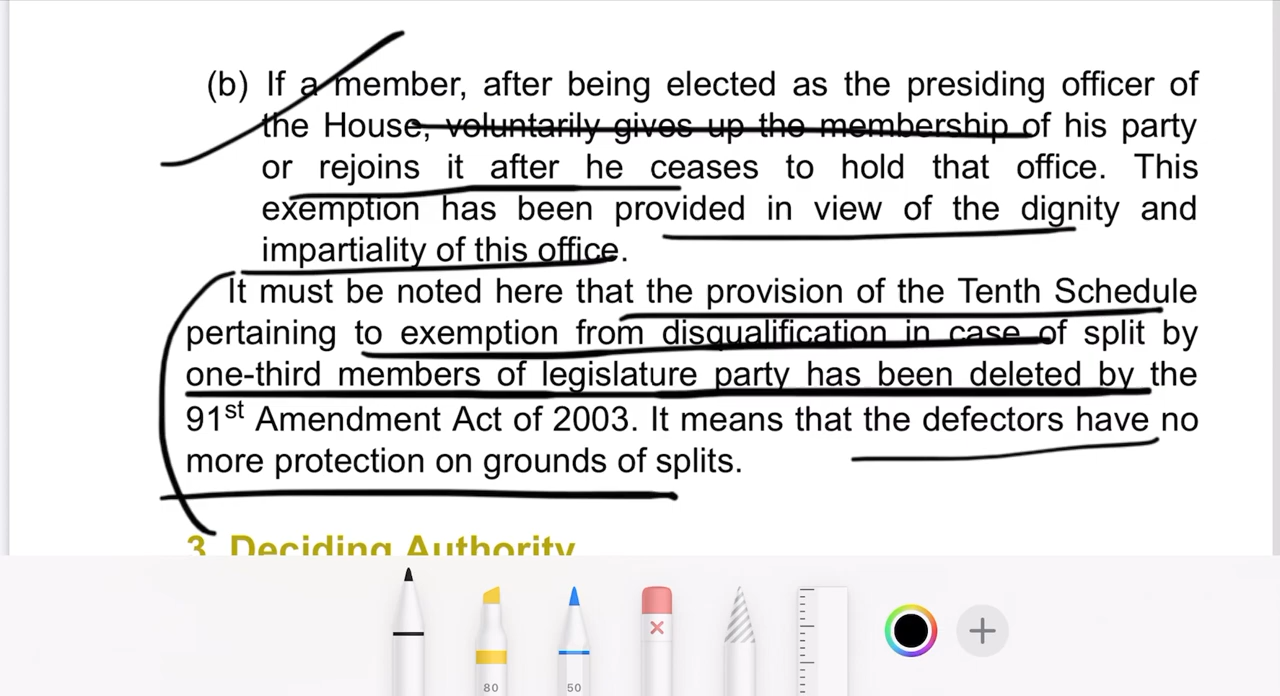 (b) If a member, after being elected as the presiding officer of
the House, voluntarily gives up the membership of his party
or rejoins it after he ceases to hold that office. This
exemption has been provided in view of the dignity and
impartiality of this office.
It must be noted here that the provision of the Tenth Schedule
pertaining to exemption from disqualification in case of split by
one-third members of legislature party has been deleted by the
91st Amendment Act of 2003. It means that the defectors have no
more protection on grounds of splits.
3. Deciding Authority
80 50